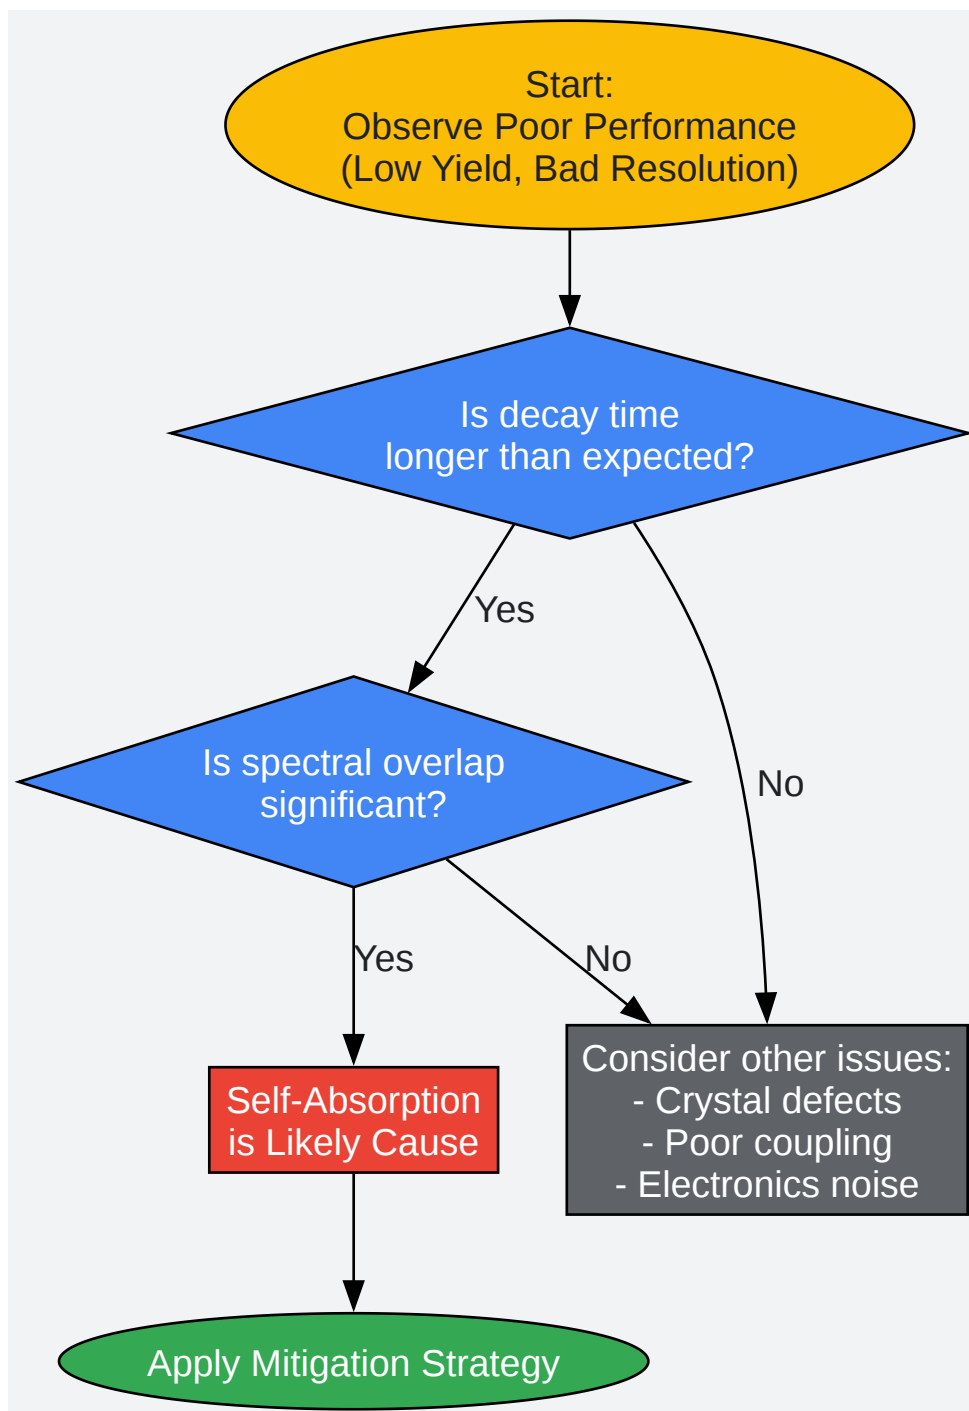 Start:
Observe Poor Performance
(Low Yield, Bad Resolution)
Is decay time
longer than expected?
Yes
No
Is spectral overlap
significant?
Yes
No
Self-Absorption
is Likely Cause
Consider other issues:
- Crystal defects
- Poor coupling
- Electronics noise
Apply Mitigation Strategy